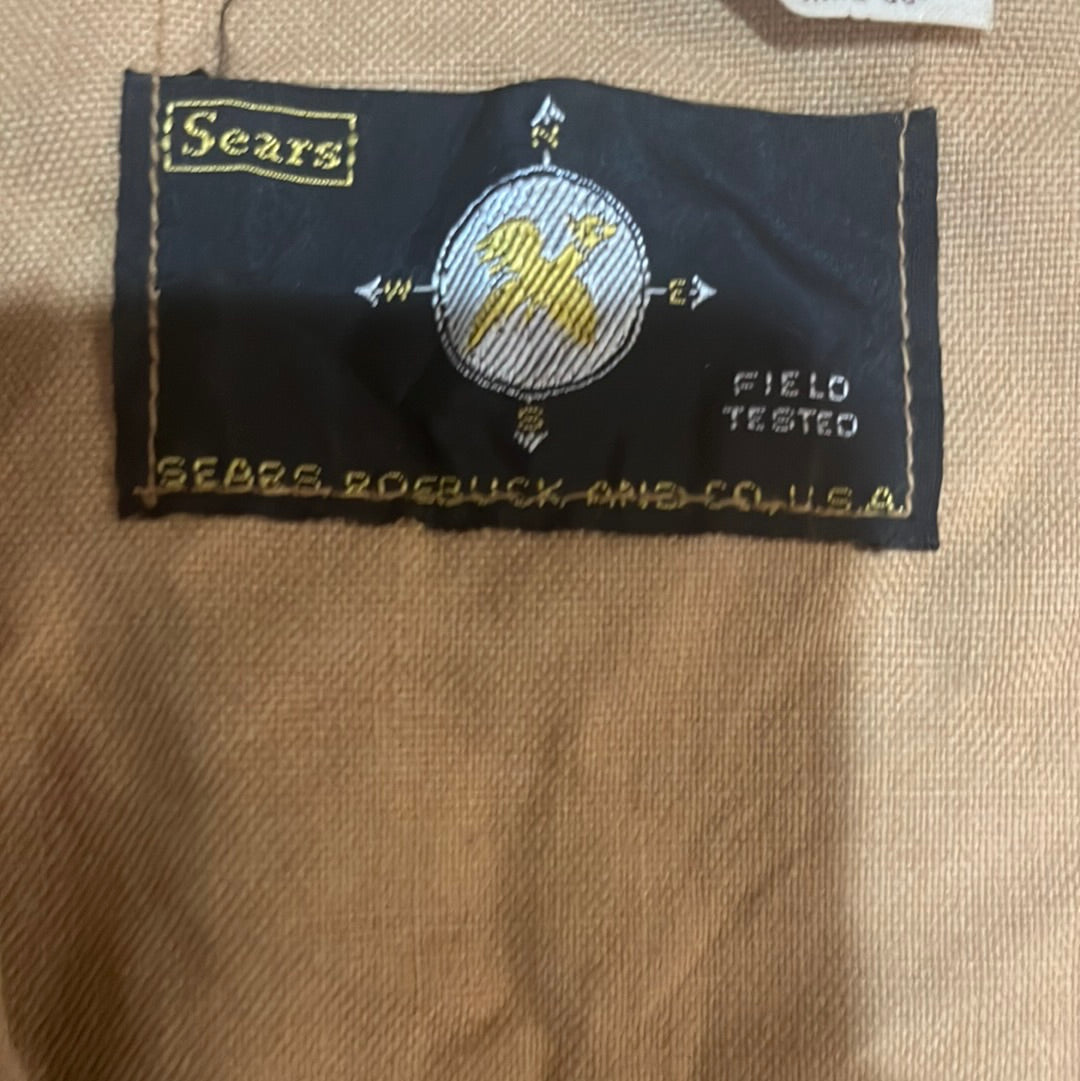 Sears
N
W E
S
FIELD
TESTED
SEARS, ROEBUCK AND CO., U.S.A.